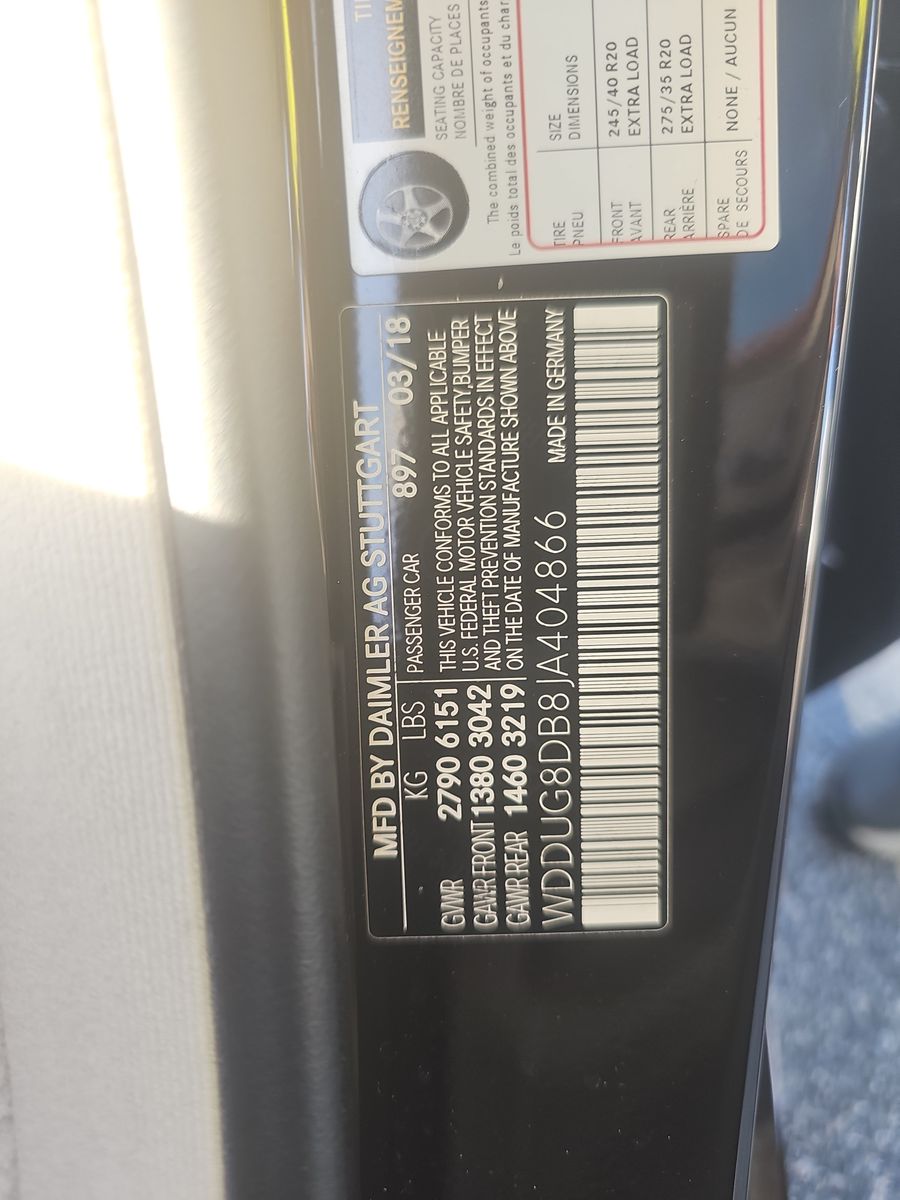 MFD BY DAIMLER AG STUTTGART
KG LBS PASSENGER CAR 897 03/18
GVWR 2790 6151 THIS VEHICLE CONFORMS TO ALL APPLICABLE
GAWR FRONT 1380 3042 U.S. FEDERAL MOTOR VEHICLE SAFETY,BUMPER
GAWR REAR 1460 3219 AND THEFT PREVENTION STANDARDS IN EFFECT
ON THE DATE OF MANUFACTURE SHOWN ABOVE
WDDUG8DB8JA404866 MADE IN GERMANY
RENSEIGNEM
SEATING CAPACITY
NOMBRE DE PLACES
The combined weight of occupants
Le poids total des occupants et du char
TIRE SIZE
PNEU DIMENSIONS
FRONT 245/40 R20
AVANT EXTRA LOAD
REAR 275/35 R20
ARRIÈRE EXTRA LOAD
SPARE NONE / AUCUN
DE SECOURS